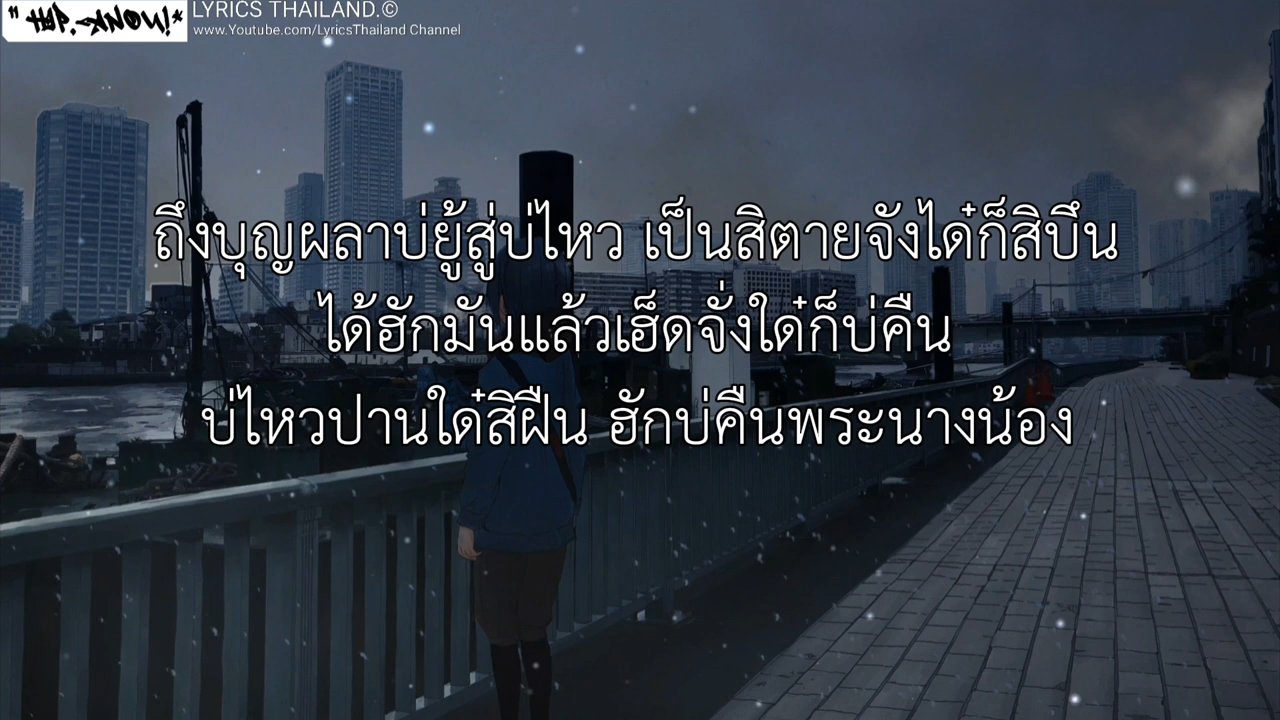 LYRICS THAILAND.©
www.Youtube.com/LyricsThailand Channel
ถึงบุญผลาบ่ยู้สู่บ่ไหว เป็นสิตายจังได๋ก็สิบืน
ได้ฮักมันแล้วเฮ็ดจั่งใด๋ก็บ่คืน
บ่ไหวปานใด๋สิฝืน ฮักบ่คืนพระนางน้อง